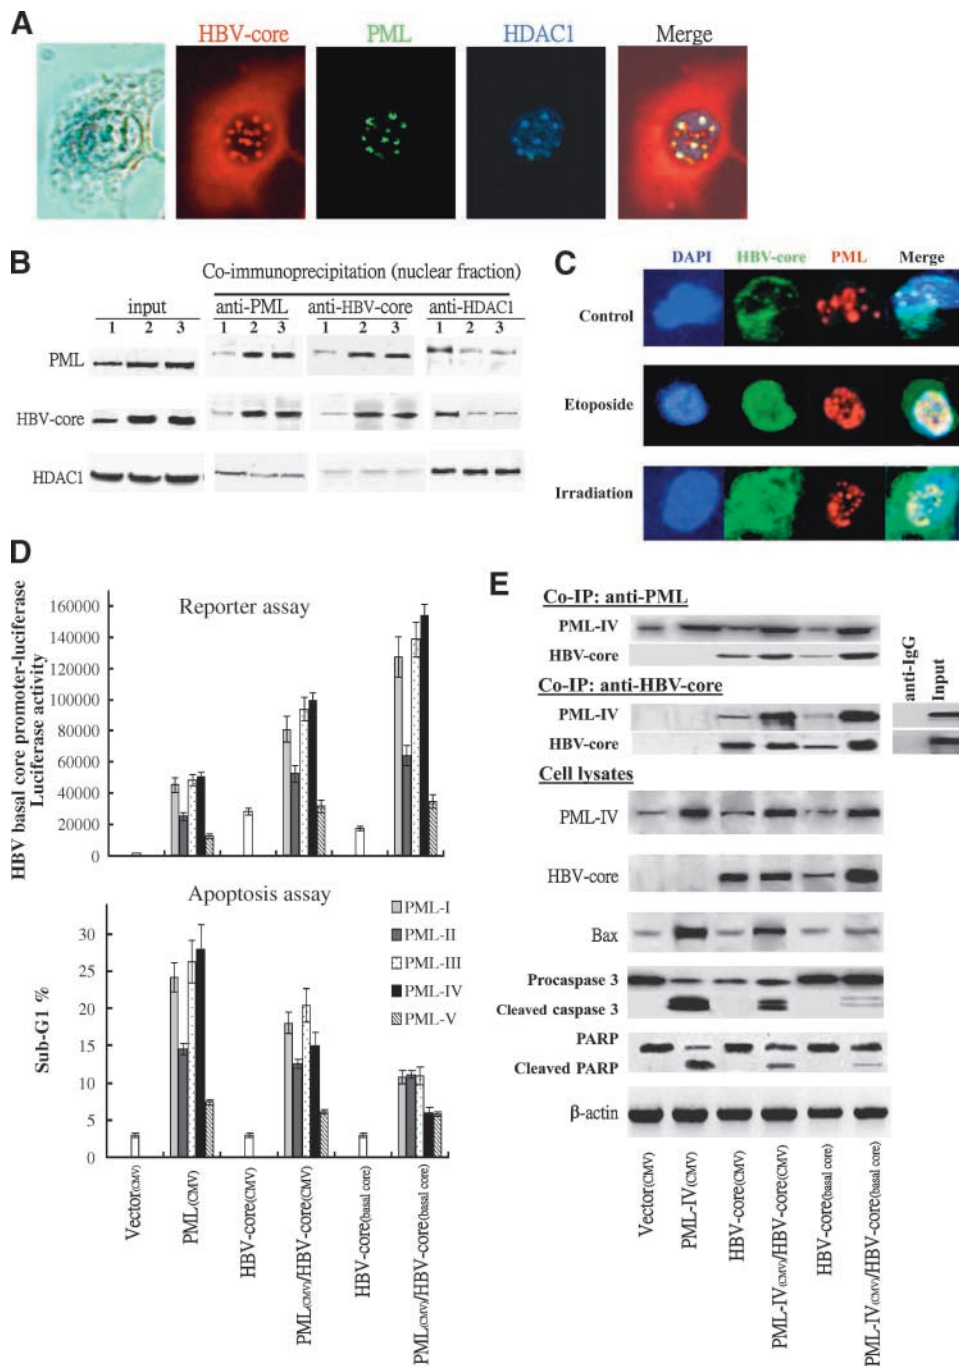 A
HBV-core PML HDAC1 Merge
B
Co-immunoprecipitation (nuclear fraction)
input anti-PML anti-HBV-core anti-HDAC1
1 2 3 1 2 3 1 2 3 1 2 3
PML
HBV-core
HDAC1
C
DAPI HBV-core PML Merge
Control
Etoposide
Irradiation
D
HBV basal core promoter-luciferase
Luciferase activity
Reporter assay
160000
140000
120000
100000
80000
60000
40000
20000
0
Apoptosis assay
Sub-G1 %
30
25
20
15
10
5
0
PML-I
PML-II
PML-III
PML-IV
PML-V
Vector(CMV)
PML(CMV)
HBV-core(CMV)
PML(CMV)/HBV-core(CMV)
HBV-core(basal core)
PML(CMV)/HBV-core(basal core)
E
Co-IP: anti-PML
PML-IV
HBV-core
anti-IgG
Input
Co-IP: anti-HBV-core
PML-IV
HBV-core
Cell lysates
PML-IV
HBV-core
Bax
Procaspase 3
Cleaved caspase 3
PARP
Cleaved PARP
β-actin
Vector(CMV)
PML-IV(CMV)
HBV-core(CMV)
PML-IV(CMV)/HBV-core(CMV)
HBV-core(basal core)
PML-IV(CMV)/HBV-core(basal core)